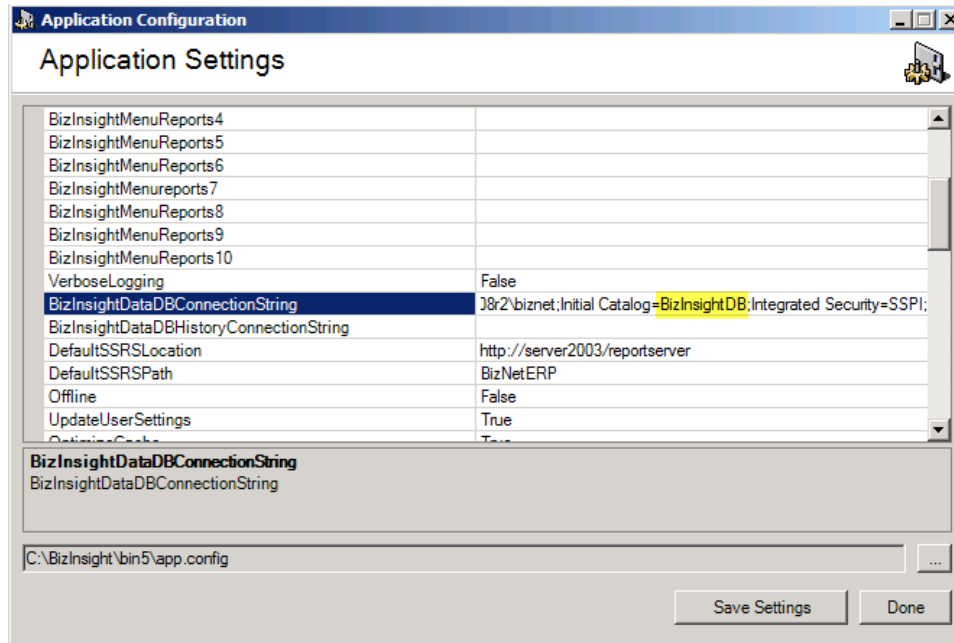 Application Configuration
Application Settings
BizInsightMenuReports4
BizInsightMenuReports5
BizInsightMenuReports6
BizInsightMenureports7
BizInsightMenuReports8
BizInsightMenuReports9
BizInsightMenuReports10
VerboseLogging False
BizInsightDataDBConnectionString 8r2\biznet;Initial Catalog=BizInsightDB;Integrated Security=SSPI;
BizInsightDataDBHistoryConnectionString
DefaultSSRSLocation http://server2003/reportserver
DefaultSSRSPath BizNetERP
Offline False
UpdateUserSettings True
OptimizeCache True
BizInsightDataDBConnectionString
BizInsightDataDBConnectionString
C:\BizInsight\bin5\app.config
...
Save Settings Done